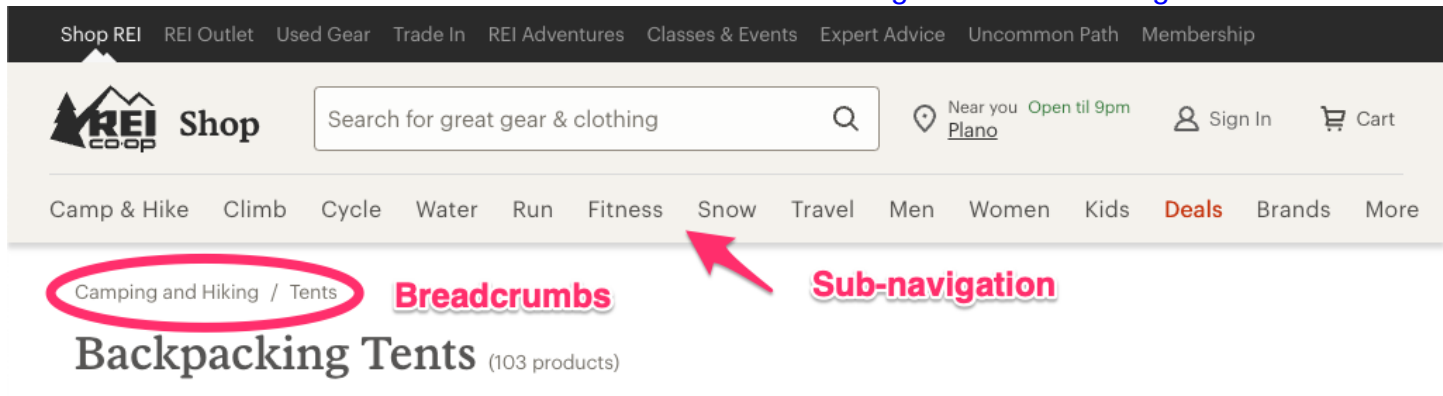 Shop REI REI Outlet Used Gear Trade In REI Adventures Classes & Events Expert Advice Uncommon Path Membership
REI
CO·OP
Shop
Search for great gear & clothing
Near you Open til 9pm
Plano
Sign In
Cart
Camp & Hike Climb Cycle Water Run Fitness Snow Travel Men Women Kids Deals Brands More
Camping and Hiking / Tents
Breadcrumbs
Sub-navigation
Backpacking Tents (103 products)